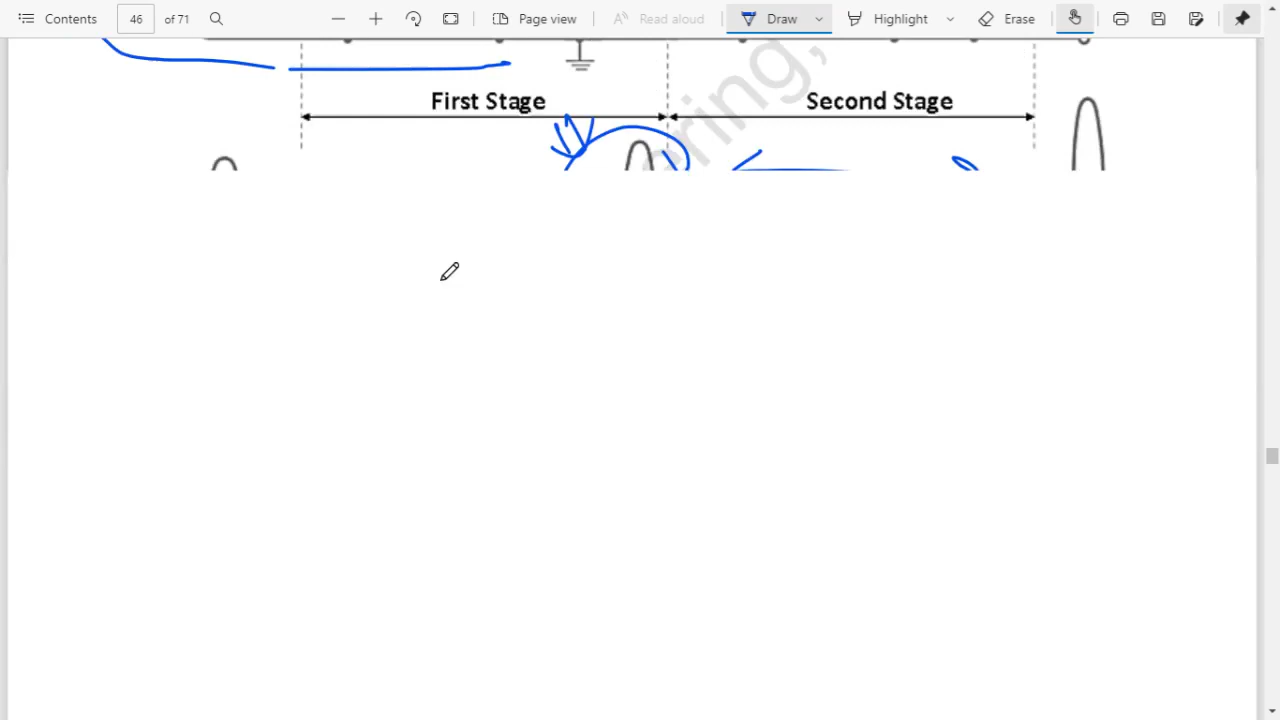 Contents 46 of 71 Page view Read aloud Draw Highlight Erase
First Stage Second Stage